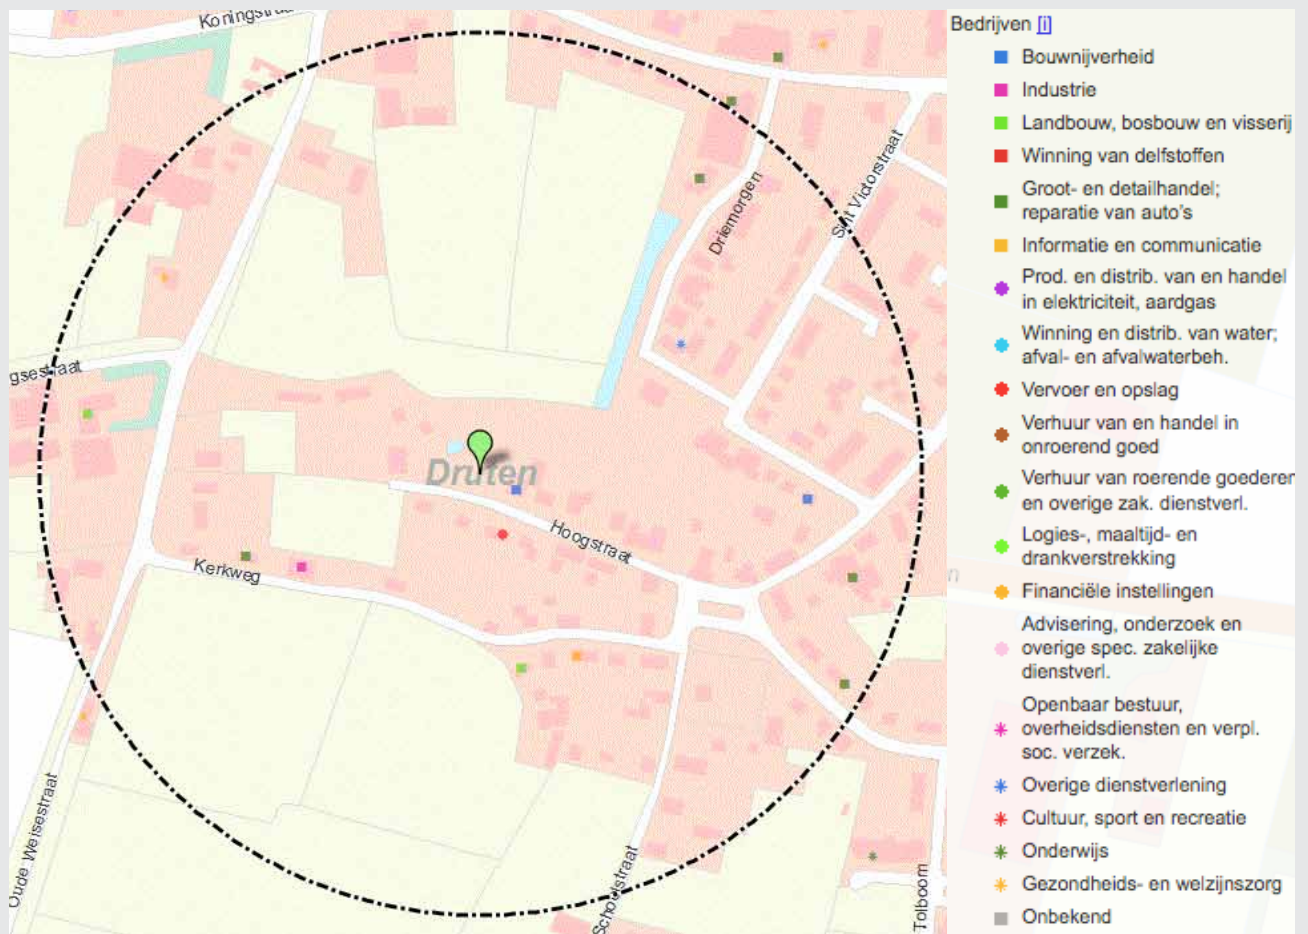 Koningstraa
Driemorgen
Sint Victorstraat
gsestraat
Druten
Hoogstraat
Kerkweg
Oude Weisestraat
Schoolstraat
Tolboom
n
Bedrijven [i]
Bouwnijverheid
Industrie
Landbouw, bosbouw en visserij
Winning van delfstoffen
Groot- en detailhandel;
reparatie van auto's
Informatie en communicatie
Prod. en distrib. van en handel
in elektriciteit, aardgas
Winning en distrib. van water;
afval- en afvalwaterbeh.
Vervoer en opslag
Verhuur van en handel in
onroerend goed
Verhuur van roerende goederen
en overige zak. dienstverl.
Logies-, maaltijd- en
drankverstrekking
Financiële instellingen
Advisering, onderzoek en
overige spec. zakelijke
dienstverl.
Openbaar bestuur,
overheidsdiensten en verpl.
soc. verzek.
Overige dienstverlening
Cultuur, sport en recreatie
Onderwijs
Gezondheids- en welzijnszorg
Onbekend